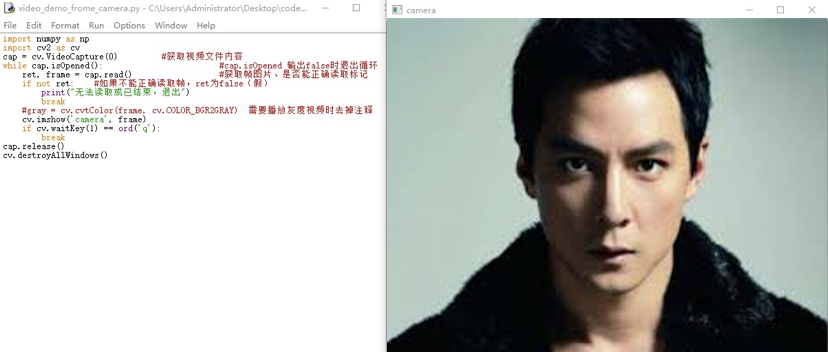 video_demo_frome_camera.py - C:\Users\Administrator\Desktop\code...
File Edit Format Run Options Window Help
import numpy as np
import cv2 as cv
cap = cv.VideoCapture(0) #获取视频文件内容
while cap.isOpened(): #cap.isOpened 输出false时退出循环
ret, frame = cap.read() #获取帧图片、是否能正确读取标记
if not ret: #如果不能正确读取帧，ret为false（假）
print("无法读取或已结束，退出")
break
#gray = cv.cvtColor(frame, cv.COLOR_BGR2GRAY) 需要播放灰度视频时去掉注释
cv.imshow('camera', frame)
if cv.waitKey(1) == ord('q'):
break
cap.release()
cv.destroyAllWindows()
camera